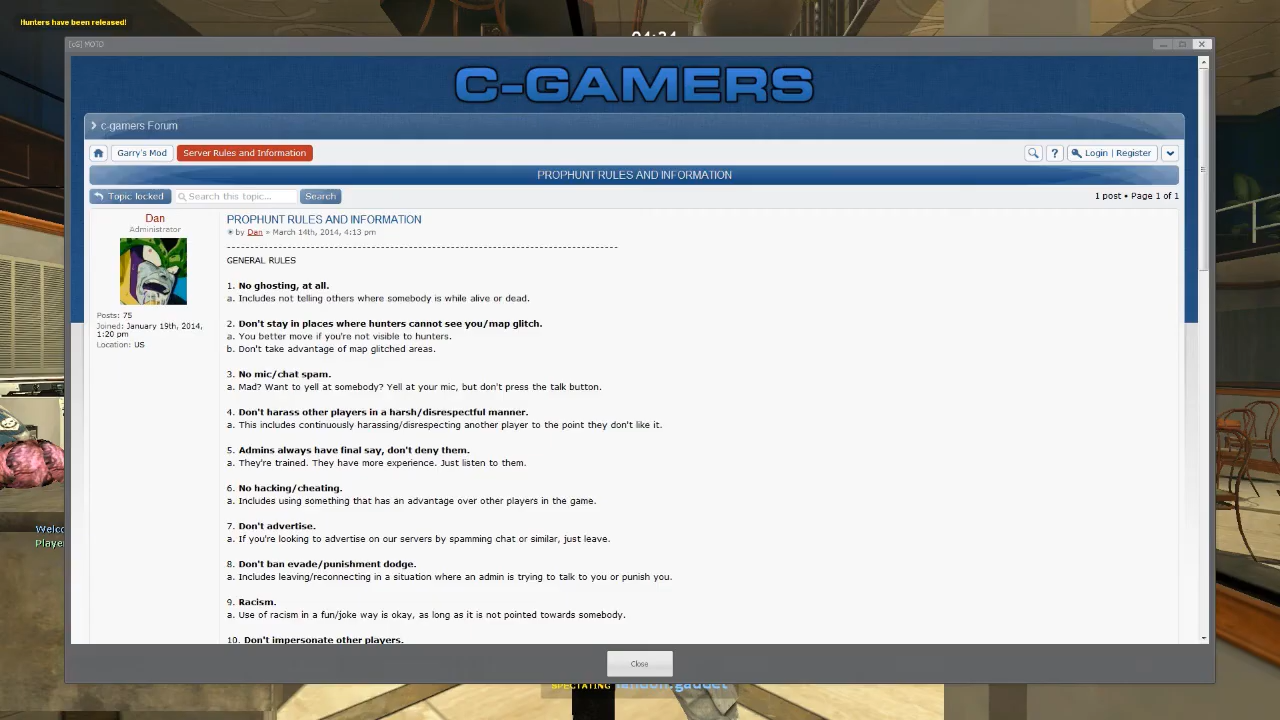 Hunters have been released!
[cG] MOTD
C-GAMERS
c-gamers Forum
Garry's Mod
Server Rules and Information
?
Login | Register
PROPHUNT RULES AND INFORMATION
Topic locked
Search this topic...
Search
1 post • Page 1 of 1
Dan
Administrator
Posts: 75
Joined: January 19th, 2014,
1:20 pm
Location: US
PROPHUNT RULES AND INFORMATION
by Dan » March 14th, 2014, 4:13 pm
--------------------------------------------------------------------------------------------------
GENERAL RULES
1. No ghosting, at all.
a. Includes not telling others where somebody is while alive or dead.
2. Don't stay in places where hunters cannot see you/map glitch.
a. You better move if you're not visible to hunters.
b. Don't take advantage of map glitched areas.
3. No mic/chat spam.
a. Mad? Want to yell at somebody? Yell at your mic, but don't press the talk button.
4. Don't harass other players in a harsh/disrespectful manner.
a. This includes continuously harassing/disrespecting another player to the point they don't like it.
5. Admins always have final say, don't deny them.
a. They're trained. They have more experience. Just listen to them.
6. No hacking/cheating.
a. Includes using something that has an advantage over other players in the game.
7. Don't advertise.
a. If you're looking to advertise on our servers by spamming chat or similar, just leave.
8. Don't ban evade/punishment dodge.
a. Includes leaving/reconnecting in a situation where an admin is trying to talk to you or punish you.
9. Racism.
a. Use of racism in a fun/joke way is okay, as long as it is not pointed towards somebody.
10. Don't impersonate other players.
Welco
Player
Close
SPECTATING